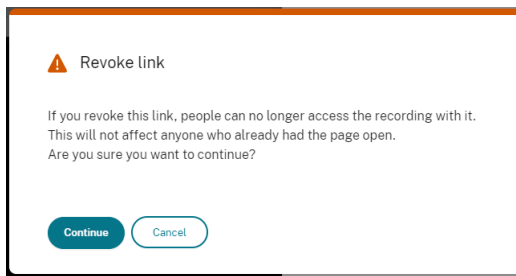 Revoke link
If you revoke this link, people can no longer access the recording with it.
This will not affect anyone who already had the page open.
Are you sure you want to continue?
Continue
Cancel